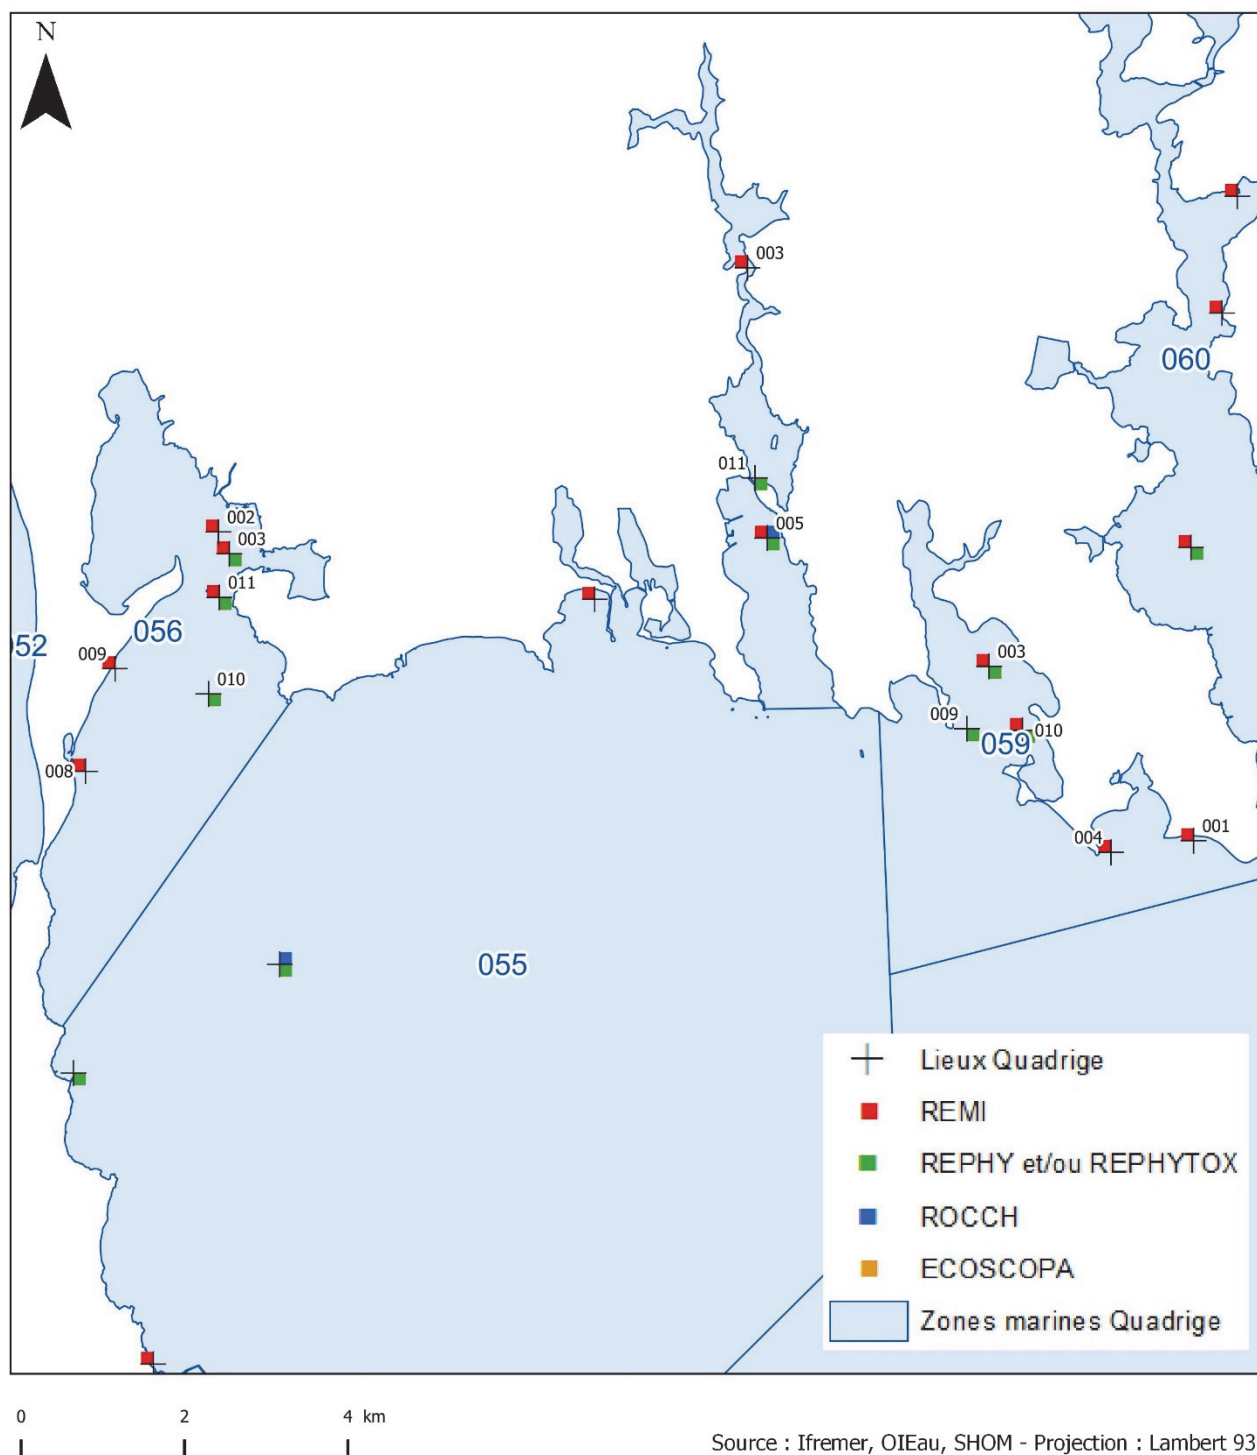 N
003
060
011
005
002
003
011
052
056
009
010
003
009
010
059
008
004
001
055
Lieux Quadrige
REMI
REPHY et/ou REPHYTOX
ROCCH
ECOSCOPA
Zones marines Quadrige
0 2 4 km
Source : Ifremer, OIEau, SHOM - Projection : Lambert 93